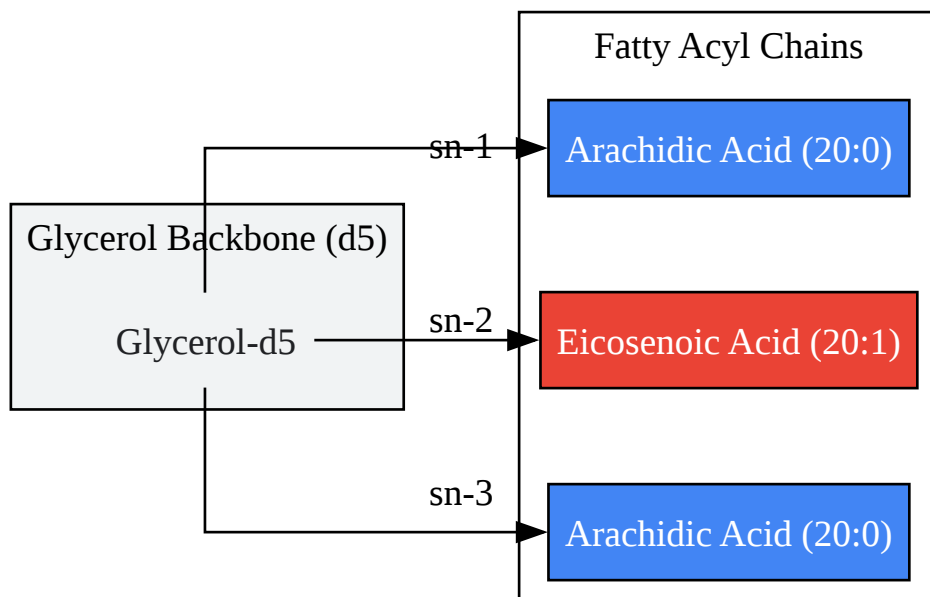 Fatty Acyl Chains
sn-1
Arachidic Acid (20:0)
Glycerol Backbone (d5)
Glycerol-d5
sn-2
Eicosenoic Acid (20:1)
sn-3
Arachidic Acid (20:0)